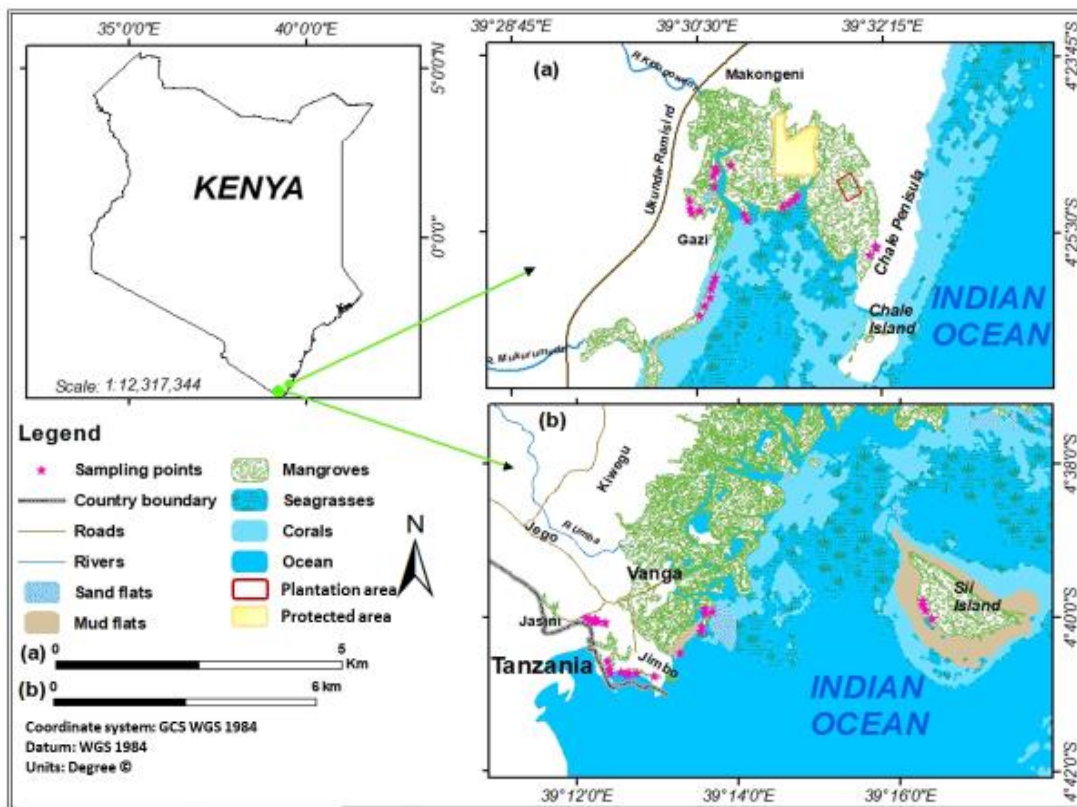 35°0'0"E
40°0'0"E
5°0'0"N
0°0'0"
KENYA
Scale: 1:12,317,344
39°28'45"E
39°30'30"E
39°32'15"E
4°23'45"S
4°25'30"S
(a)
Makongeni
Ukunda Ramisi rd
Gazi
Chale Penisula
Chale
Island
INDIAN
OCEAN
R. Mukurumudzi
Legend
Sampling points
Country boundary
Roads
Rivers
Sand flats
Mud flats
Mangroves
Seagrasses
Corals
Ocean
Plantation area
Protected area
N
(a)
0
5
Km
(b)
0
6 km
Coordinate system: GCS WGS 1984
Datum: WGS 1984
Units: Degree ©
(b)
Kiwegu
R.Umba
Jego
Vanga
Jasini
Tanzania
Jimbo
Sii
Island
INDIAN
OCEAN
4°38'0"S
4°40'0"S
4°42'0"S
39°12'0"E
39°14'0"E
39°16'0"E